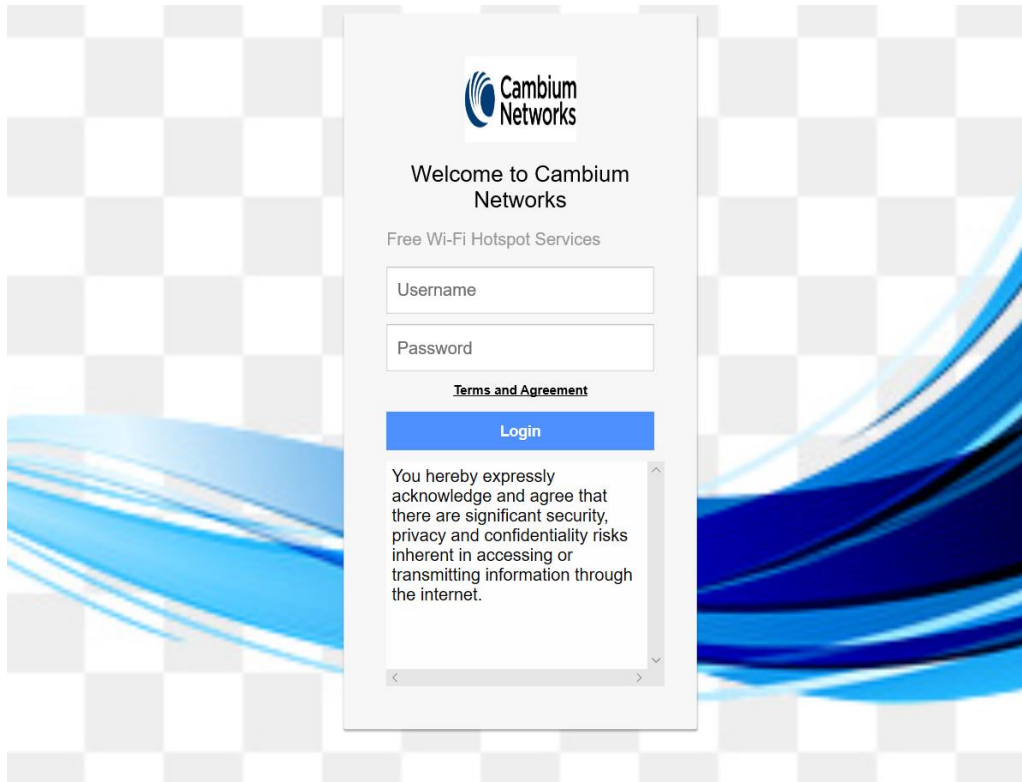 Cambium
Networks
Welcome to Cambium
Networks
Free Wi-Fi Hotspot Services
Username
Password
Terms and Agreement
Login
You hereby expressly
acknowledge and agree that
there are significant security,
privacy and confidentiality risks
inherent in accessing or
transmitting information through
the internet.